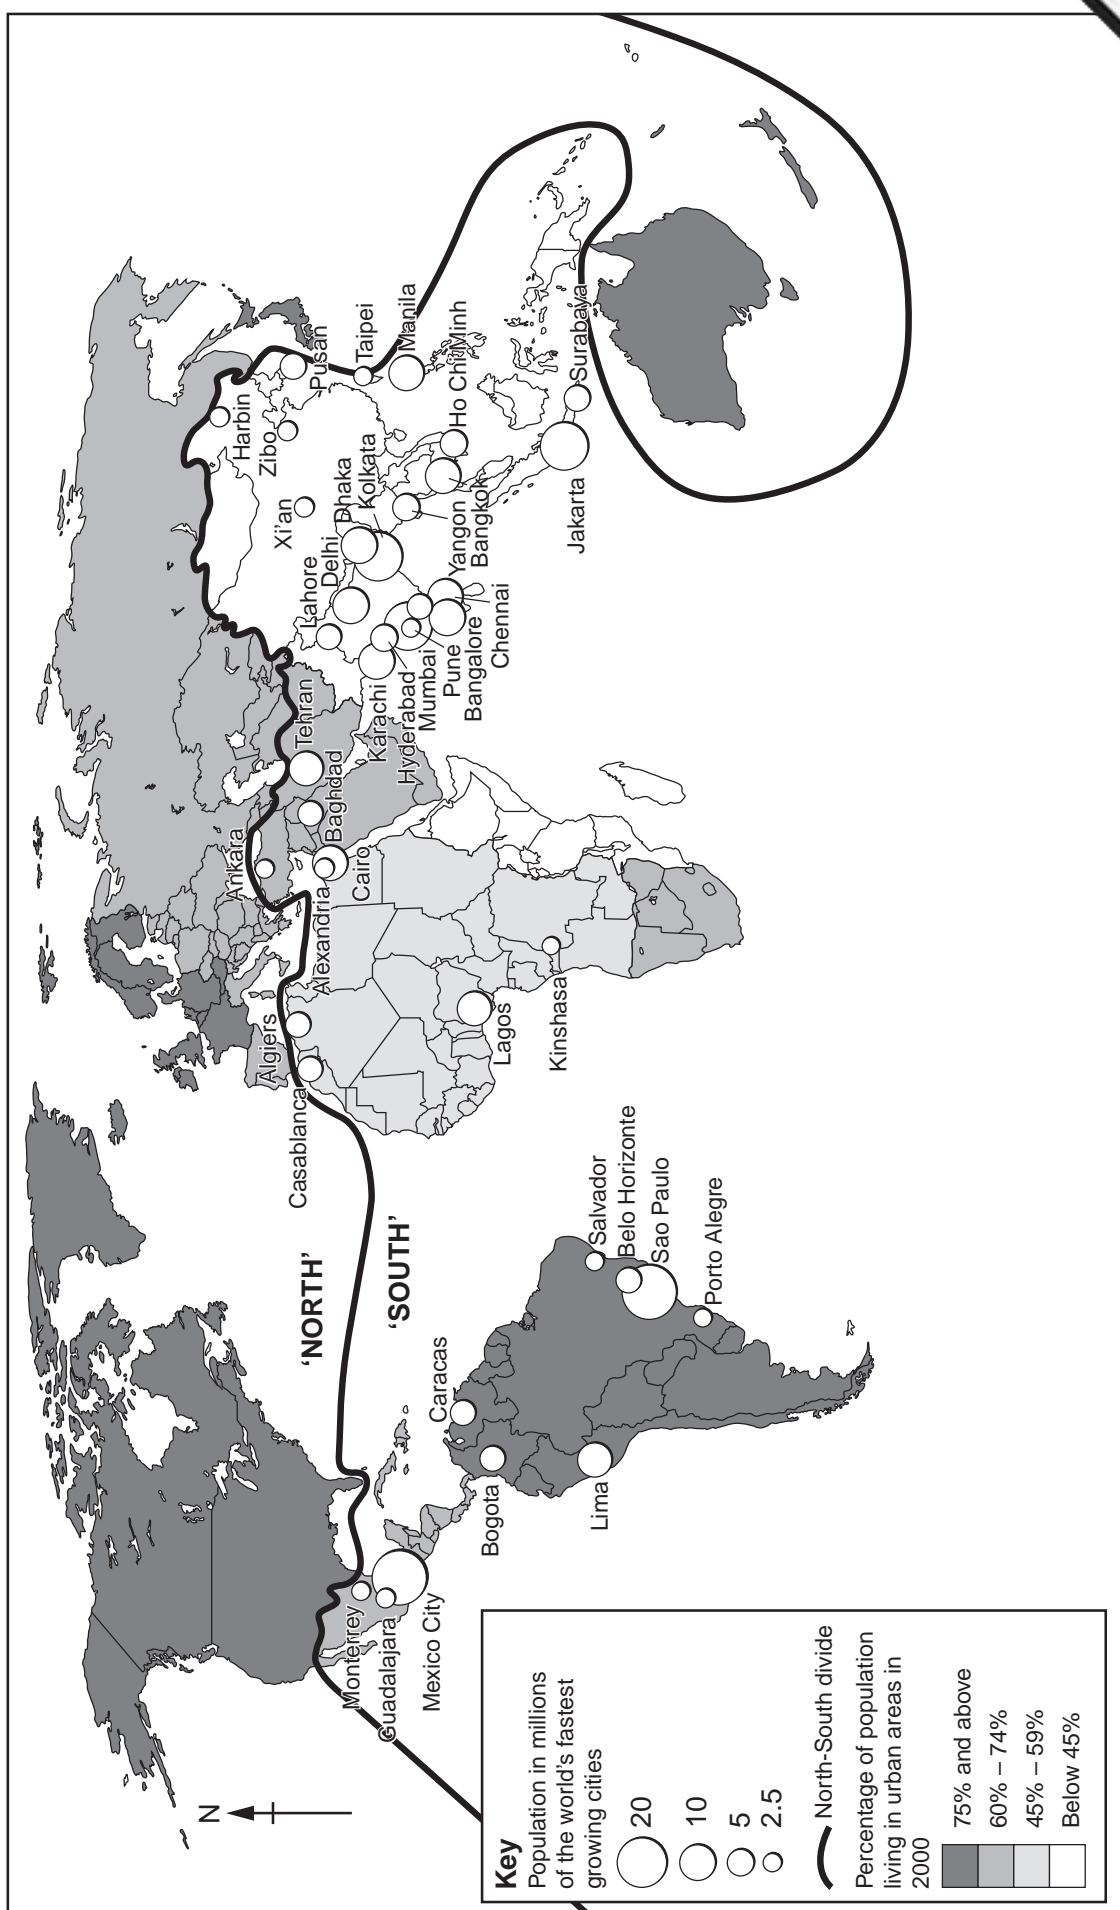 N
'NORTH'
'SOUTH'
Monterrey
Guadalajara
Mexico City
Bogota
Caracas
Lima
Salvador
Belo Horizonte
Sao Paulo
Porto Alegre
Casablanca
Algiers
Alexandria
Cairo
Lagos
Kinshasa
Ankara
Baghdad
Tehran
Karachi
Hyderabad
Mumbai
Pune
Bangalore
Chennai
Lahore
Delhi
Dhaka
Kolkata
Yangon
Bangkok
Xi'an
Zibo
Harbin
Pusan
Taipei
Manila
Ho Chi Minh
Jakarta
Surabaya
Key
Population in millions
of the world's fastest
growing cities
20
10
5
2.5
North-South divide
Percentage of population
living in urban areas in
2000
75% and above
60% – 74%
45% – 59%
Below 45%